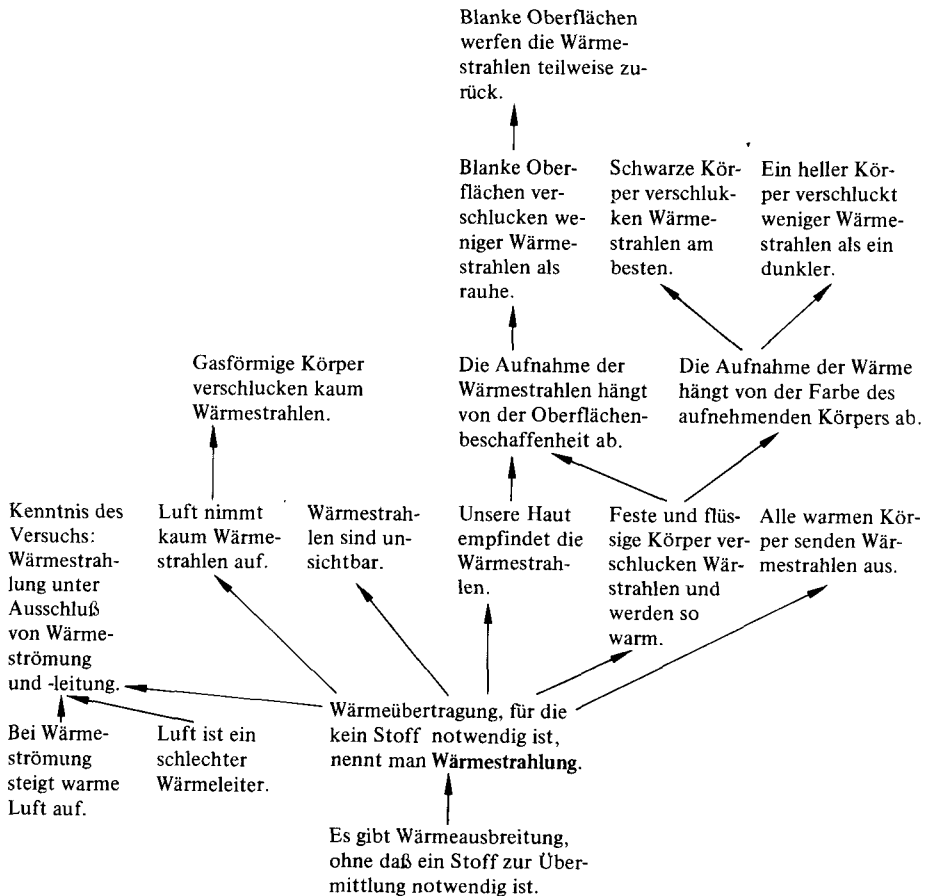 Blanke Oberflächen
werfen die Wärme-
strahlen teilweise zu-
rück.
Blanke Ober-
flächen ver-
schlucken we-
niger Wärme-
strahlen als
rauhe.
Schwarze Kör-
per verschluk-
ken Wärme-
strahlen am
besten.
Ein heller Kör-
per verschluckt
weniger Wärme-
strahlen als ein
dunkler.
Gasförmige Körper
verschlucken kaum
Wärmestrahlen.
Die Aufnahme der
Wärmestrahlen hängt
von der Oberflächen-
beschaffenheit ab.
Die Aufnahme der Wärme
hängt von der Farbe des
aufnehmenden Körpers ab.
Kenntnis des
Versuchs:
Wärmestrah-
lung unter
Ausschluß
von Wärme-
strömung
und -leitung.
Luft nimmt
kaum Wärme-
strahlen auf.
Wärmestrah-
len sind un-
sichtbar.
Unsere Haut
empfindet die
Wärmestrah-
len.
Feste und flüs-
sige Körper ver-
schlucken Wär-
strahlen und
werden so
warm.
Alle warmen Kör-
per senden Wär-
mestrahlen aus.
Bei Wärme-
strömung
steigt warme
Luft auf.
Luft ist ein
schlechter
Wärmeleiter.
Wärmeübertragung, für die
kein Stoff notwendig ist,
nennt man Wärmestrahlung.
Es gibt Wärmeausbreitung,
ohne daß ein Stoff zur Über-
mittlung notwendig ist.